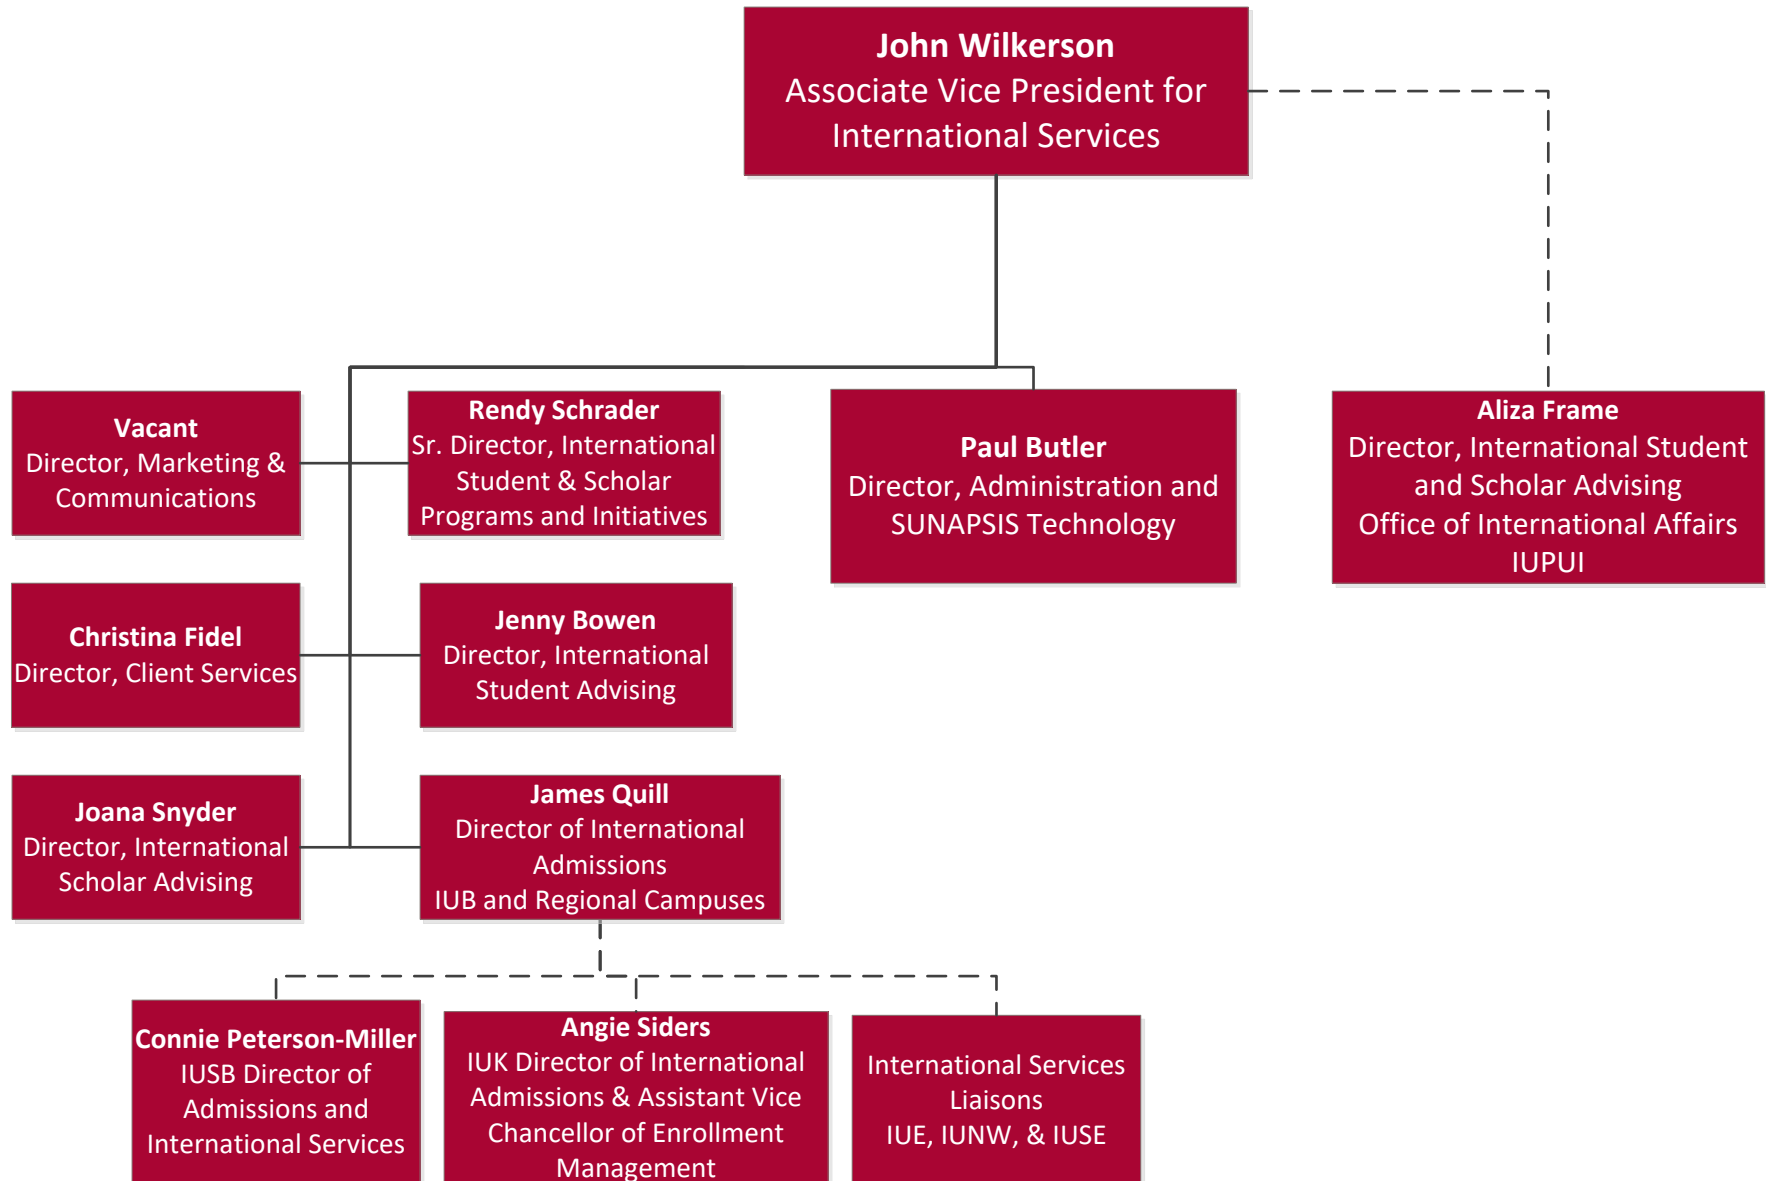 John Wilkerson
Associate Vice President for
International Services
Vacant
Director, Marketing &
Communications
Rendy Schrader
Sr. Director, International
Student & Scholar
Programs and Initiatives
Paul Butler
Director, Administration and
SUNAPSIS Technology
Aliza Frame
Director, International Student
and Scholar Advising
Office of International Affairs
IUPUI
Christina Fidel
Director, Client Services
Jenny Bowen
Director, International
Student Advising
Joana Snyder
Director, International
Scholar Advising
James Quill
Director of International
Admissions
IUB and Regional Campuses
Connie Peterson-Miller
IUSB Director of
Admissions and
International Services
Angie Siders
IUK Director of International
Admissions & Assistant Vice
Chancellor of Enrollment
Management
International Services
Liaisons
IUE, IUNW, & IUSE